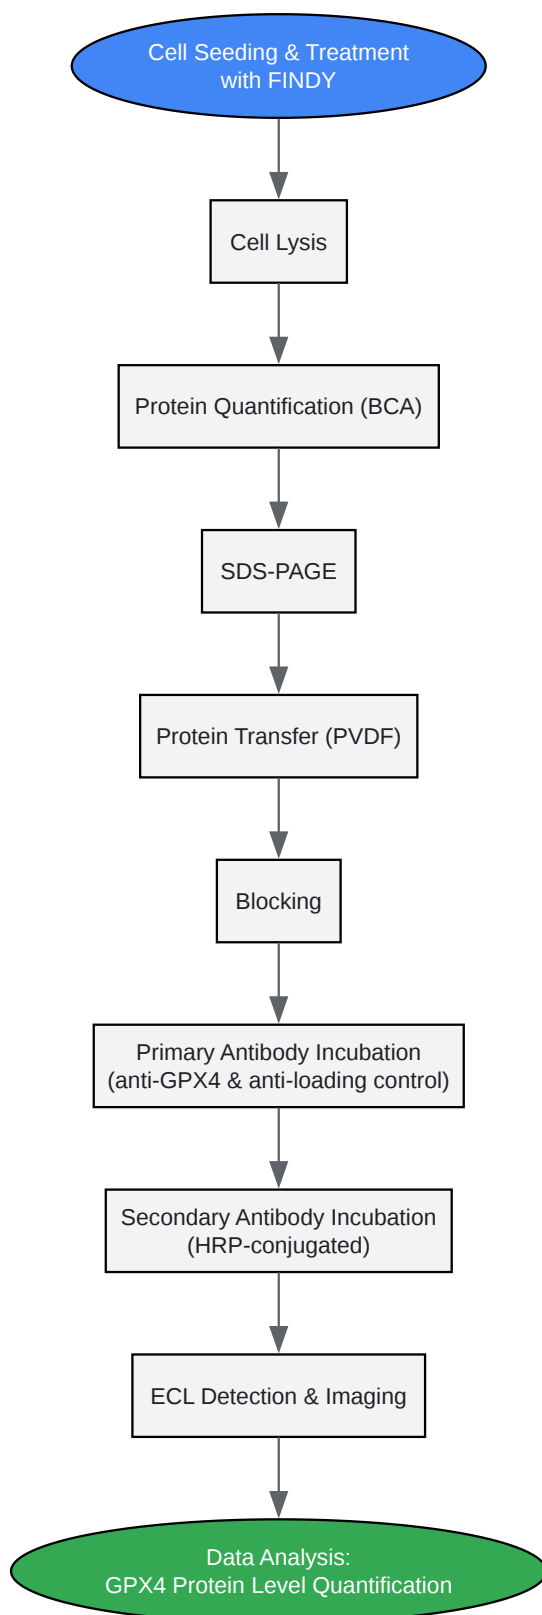 Cell Seeding & Treatment
with FINDY
Cell Lysis
Protein Quantification (BCA)
SDS-PAGE
Protein Transfer (PVDF)
Blocking
Primary Antibody Incubation
(anti-GPX4 & anti-loading control)
Secondary Antibody Incubation
(HRP-conjugated)
ECL Detection & Imaging
Data Analysis:
GPX4 Protein Level Quantification